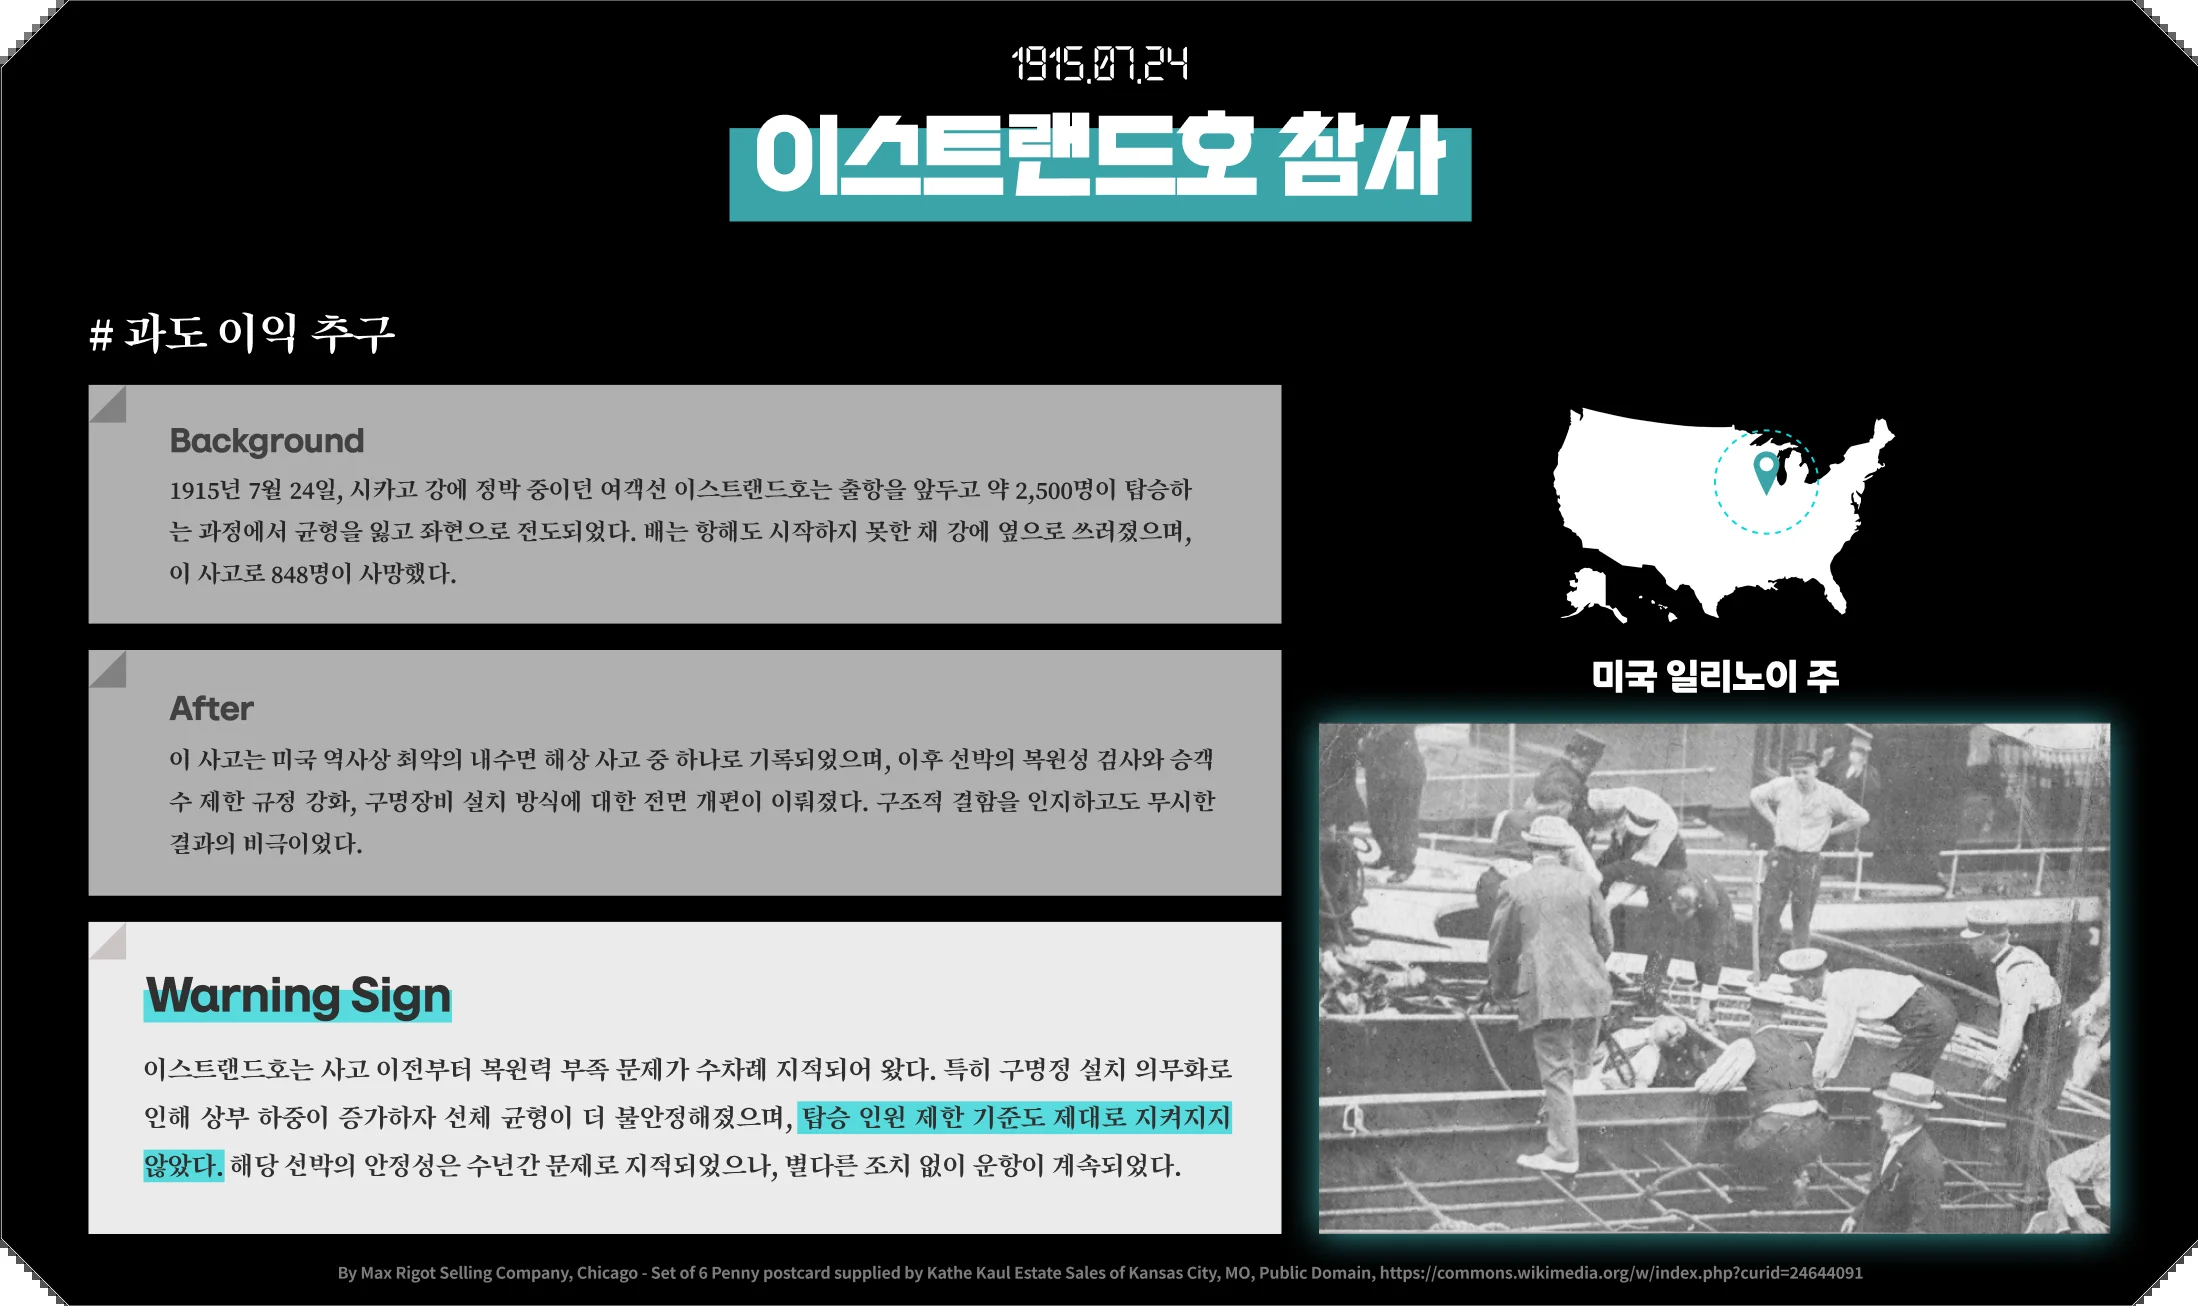 1915.07.24
이스트랜드호 참사
# 과도 이익 추구
Background
1915년 7월 24일, 시카고 강에 정박 중이던 여객선 이스트랜드호는 출항을 앞두고 약 2,500명이 탑승하
는 과정에서 균형을 잃고 좌현으로 전도되었다. 배는 항해도 시작하지 못한 채 강에 옆으로 쓰러졌으며,
이 사고로 848명이 사망했다.
After
이 사고는 미국 역사상 최악의 내수면 해상 사고 중 하나로 기록되었으며, 이후 선박의 복원성 검사와 승객
수 제한 규정 강화, 구명장비 설치 방식에 대한 전면 개편이 이뤄졌다. 구조적 결함을 인지하고도 무시한
결과의 비극이었다.
Warning Sign
이스트랜드호는 사고 이전부터 복원력 부족 문제가 수차례 지적되어 왔다. 특히 구명정 설치 의무화로
인해 상부 하중이 증가하자 선체 균형이 더 불안정해졌으며, 탑승 인원 제한 기준도 제대로 지켜지지
않았다. 해당 선박의 안정성은 수년간 문제로 지적되었으나, 별다른 조치 없이 운항이 계속되었다.
미국 일리노이 주
By Max Rigot Selling Company, Chicago - Set of 6 Penny postcard supplied by Kathe Kaul Estate Sales of Kansas City, MO, Public Domain, https://commons.wikimedia.org/w/index.php?curid=24644091